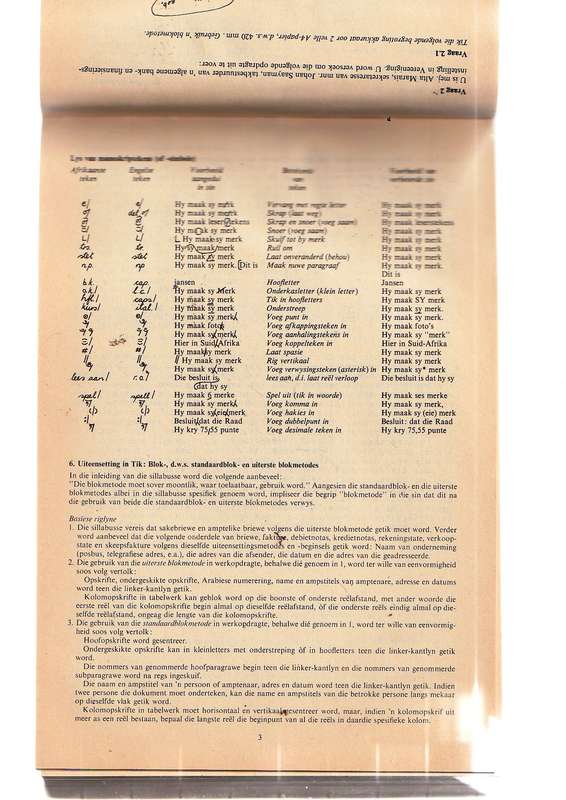 Tik die volgende begroting akkuraat oor 2 velle A4-papier, d.w.s. 420 mm. Gebruik 'n blokmetode.
Vraag 2.1
instelling in Vereeniging. U word versoek om die volgende opdragte uit te voer:
U is mej. Alta Marais, sekretaresse van mnr. Johan Saayman, takbestuurder van 'n algemene bank- en finansierings-
Vraag 2
Lys van manuskriptekens (of -simbole)
Afrikaanse teken Engelse teken Voorbeeld aangedui in sin Betekenis van teken Voorbeeld van verbeterde sin
Hy maak sy merk Vervang met regte letter Hy maak sy merk
Hy maak sy merk Skrap (laat weg) Hy maak sy merk
Hy maak lesertekens Skrap en snoer (voeg saam) Hy maak lesertekens
Hy maak sy merk Snoer (voeg saam) Hy maak sy merk
Hy maak sy merk Skuif tot by merk Hy maak sy merk
trs. Hy sy maak merk Ruil om Hy maak sy merk
stet stet Hy maak sy merk Laat onveranderd (behou) Hy maak sy merk.
n.p. np Hy maak sy merk. Dit is Maak nuwe paragraaf Hy maak sy merk.
Dit is
b.k. cap. jansen Hoofletter Jansen
o.k./ l.c./ Hy maak sy Merk Onderkasletter (klein letter) Hy maak sy merk
hfl/ caps/ Hy maak sy merk Tik in hoofletters Hy maak SY merk
kurs/ ital./ Hy maak sy merk Onderstreep Hy maak sy merk.
Hy maak sy merk Voeg punt in Hy maak sy merk.
Hy maak fotos Voeg afkappingsteken in Hy maak foto's
Hy maak sy merk Voeg aanhalingstekens in Hy maak sy "merk"
Hier in Suid Afrika Voeg koppelteken in Hier in Suid-Afrika
#/ #/ Hy maak sy merk Laat spasie Hy maak sy merk
// Hy maak sy merk Rig vertikaal Hy maak sy merk
Hy maak sy merk Voeg verwysingsteken (asterisk) in Hy maak sy* merk
lees aan/ r.o./ Die besluit is lees aan, d.i. laat reël verloop Die besluit is dat hy sy
dat hy sy
spel/ spell/ Hy maak 6 merke Spel uit (tik in woorde) Hy maak ses merke
Hy maak sy merk Voeg komma in Hy maak sy merk,
Hy maak sy eie merk Voeg hakies in Hy maak sy (eie) merk
Besluit dat die Raad Voeg dubbelpunt in Besluit: dat die Raad
Hy kry 75,55 punte Voeg desimale teken in Hy kry 75,55 punte
6. Uiteensetting in Tik: Blok-, d.w.s. standaardblok- en uiterste blokmetodes
In die inleiding van die sillabusse word die volgende aanbeveel:
"Die blokmetode moet sover moontlik, waar toelaatbaar, gebruik word." Aangesien die standaardblok- en die uiterste
blokmetodes albei in die sillabusse spesifiek genoem word, impliseer die begrip "blokmetode" in die sin dat dit na
die gebruik van beide die standaardblok- en uiterste blokmetodes verwys.
Basiese riglyne
1. Die sillabusse vereis dat sakebriewe en amptelike briewe volgens die uiterste blokmetode getik moet word. Verder
word aanbeveel dat die volgende onderdele van briewe, fakture, debietnotas, kredietnotas, rekeningstate, verkoop-
state en skeepsfakture volgens dieselfde uiteensettingsmetodes en -beginsels getik word: Naam van onderneming
(posbus, telegrafiese adres, e.a.), die adres van die afsender, die datum en die adres van die geadresseerde.
2. Die gebruik van die uiterste blokmetode in werkopdragte, behalwe dié genoem in 1, word ter wille van eenvormigheid
soos volg vertolk:
Opskrifte, ondergeskikte opskrifte, Arabiese numerering, name en ampstitels van amptenare, adresse en datums
word teen die linker-kantlyn getik.
Kolomopskrifte in tabelwerk kan geblok word op die boonste of onderste reëlafstand, met ander woorde die
eerste reël van die kolomopskrifte begin almal op dieselfde reëlafstand, òf die onderste reëls eindig almal op die-
selfde reëlafstand, ongeag die lengte van die kolomopskrifte.
3. Die gebruik van die standaardblokmetode in werkopdragte, behalwe dié genoem in 1, word ter wille van eenvormig-
heid soos volg vertolk:
Hoofopskrifte word gesentreer.
Ondergeskikte opskrifte kan in kleinletters met onderstreping òf in hoofletters teen die linker-kantlyn getik
word.
Die nommers van genommerde hoofparagrawe begin teen die linker-kantlyn en die nommers van genommerde
subparagrawe word na regs ingeskuif.
Die naam en ampstitel van 'n persoon of amptenaar, adres en datum word teen die linker-kantlyn getik. Indien
twee persone die dokument moet onderteken, kan die name en ampstitels van die betrokke persone langs mekaar
op dieselfde vlak getik word.
Kolomopskrifte in tabelwerk moet horisontaal en vertikaal gesentreer word, maar, indien 'n kolomopskrif uit
meer as een reël bestaan, bepaal die langste reël die beginpunt van al die reëls in daardie spesifieke kolom.
3